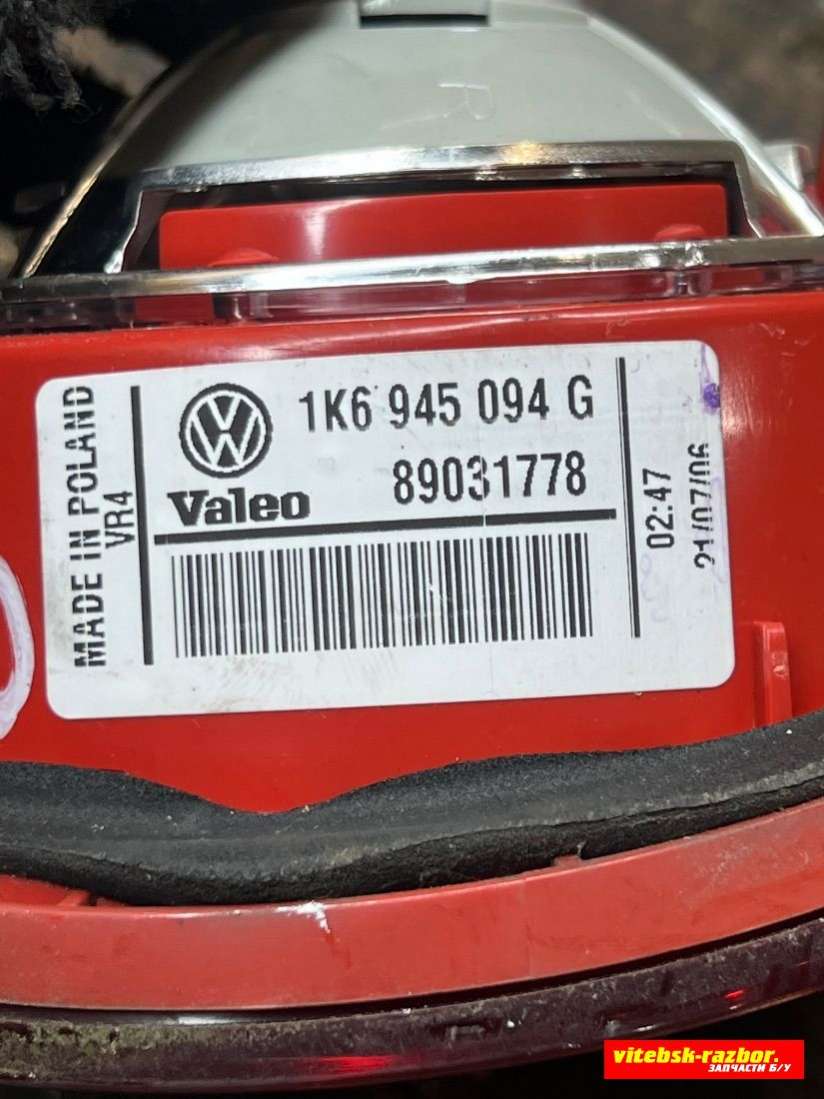 MADE IN POLAND
VR4
1K6 945 094 G
Valeo 89031778
02:47
21/07/06
R
vitebsk-razbor.
ЗАПЧАСТИ Б/У